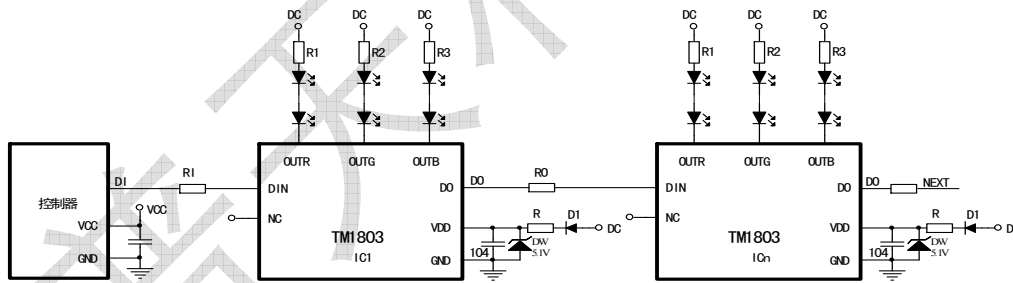 DC DC DC DC DC DC
R1 R2 R3 R1 R2 R3
OUTR OUTG OUTB OUTR OUTG OUTB
控制器 DI RI DIN DO DO RO DIN DO DO NEXT
VCC VCC NC VDD R D1 DC NC VDD R D1 D
GND TM1803 GND 104 DW 5.1V TM1803 GND 104 DW 5.1V
IC1 ICn